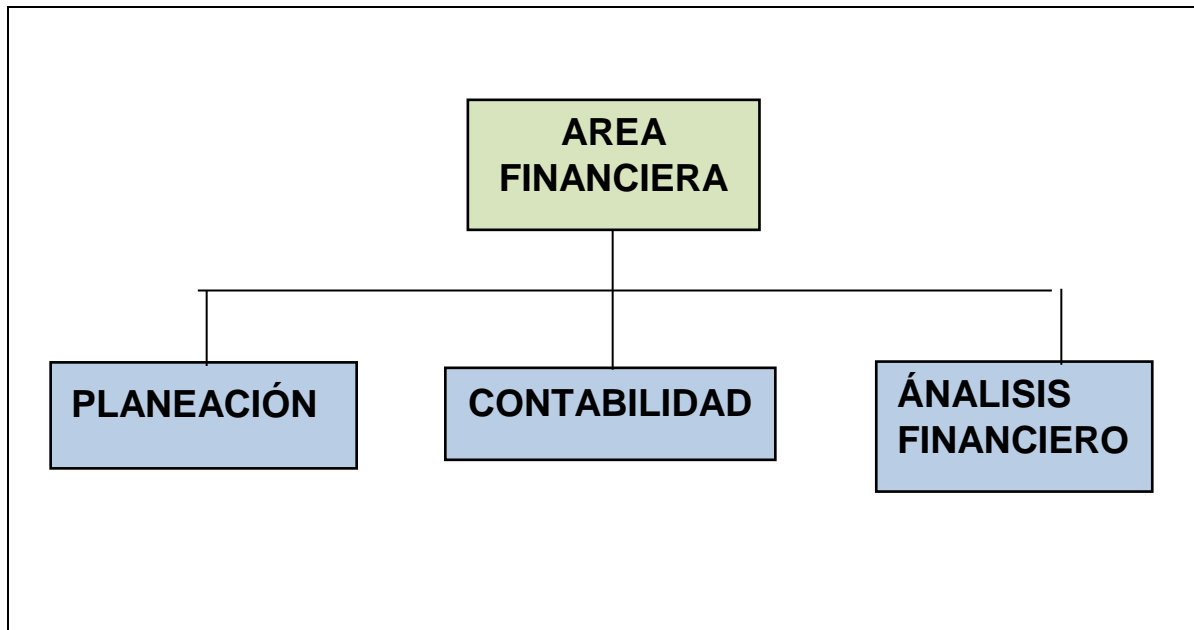 AREA
FINANCIERA
PLANEACIÓN
CONTABILIDAD
ÁNALISIS
FINANCIERO